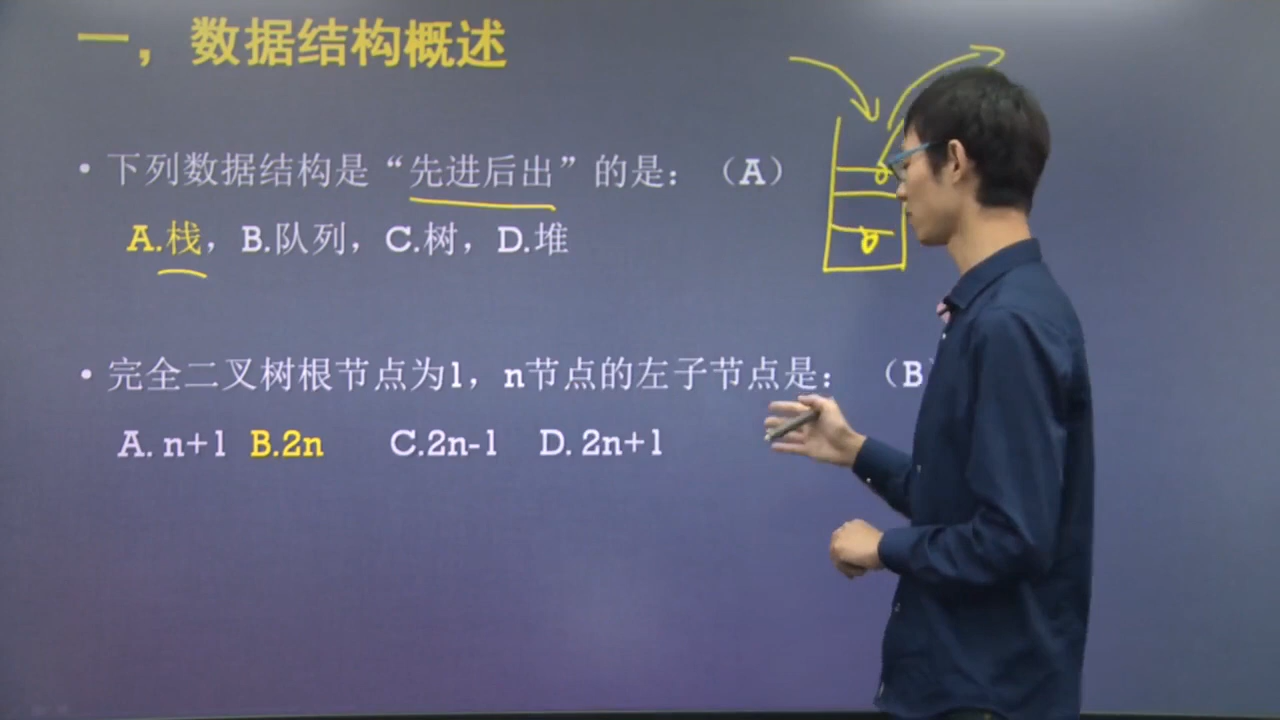 一，数据结构概述
• 下列数据结构是“先进后出”的是：（A）
A.栈，B.队列，C.树，D.堆
• 完全二叉树根节点为1，n节点的左子节点是：（B
A. n+1 B.2n C.2n-1 D. 2n+1